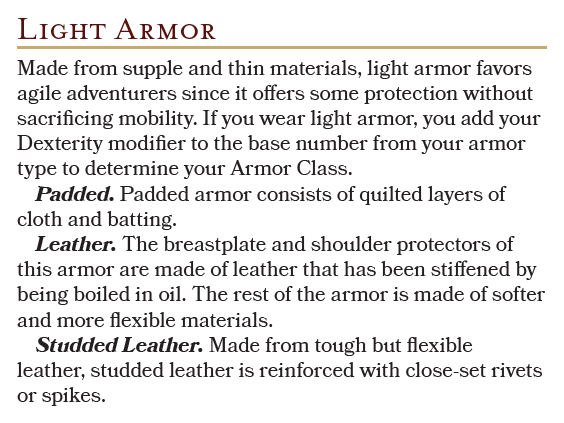 Light Armor
Made from supple and thin materials, light armor favors
agile adventurers since it offers some protection without
sacrificing mobility. If you wear light armor, you add your
Dexterity modifier to the base number from your armor
type to determine your Armor Class.
Padded. Padded armor consists of quilted layers of
cloth and batting.
Leather. The breastplate and shoulder protectors of
this armor are made of leather that has been stiffened by
being boiled in oil. The rest of the armor is made of softer
and more flexible materials.
Studded Leather. Made from tough but flexible
leather, studded leather is reinforced with close-set rivets
or spikes.